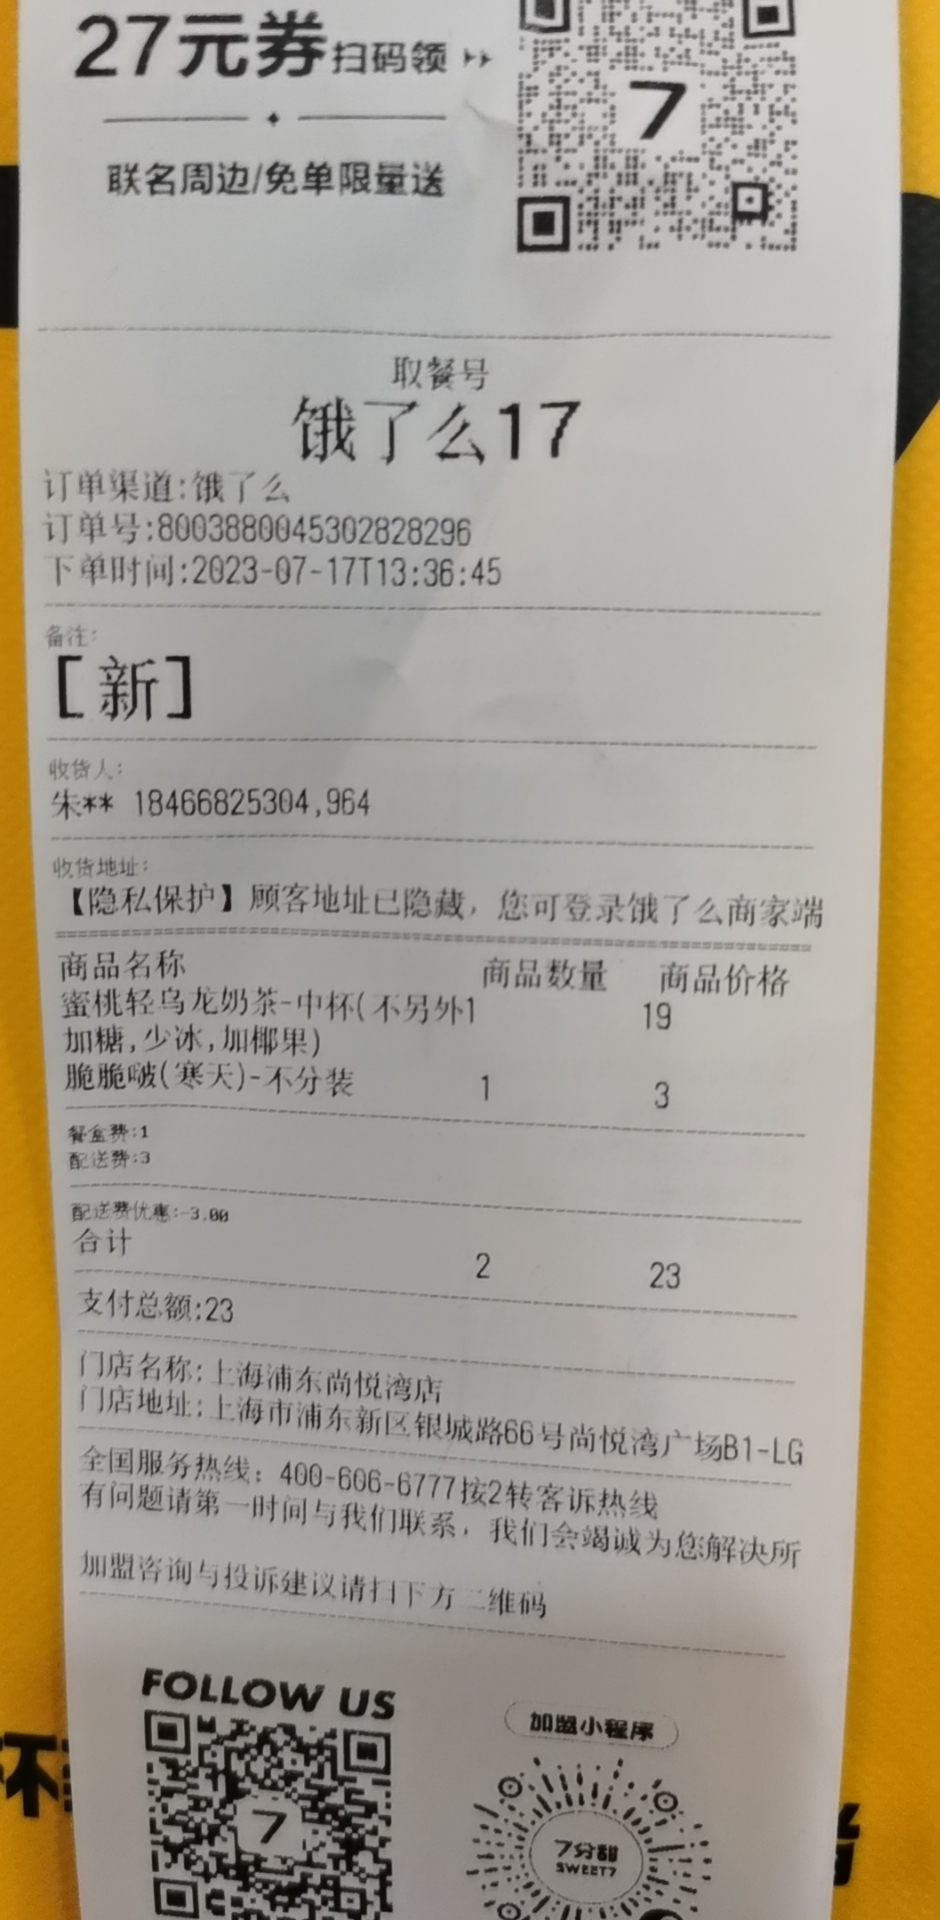 27元券扫码领
7
联名周边/免单限量送
取餐号
饿了么17
订单渠道:饿了么
订单号:8003880045302828296
下单时间:2023-07-17T13:36:45
备注:
[新]
收货人:
朱** 18466825304,964
收货地址:
【隐私保护】顾客地址已隐藏，您可登录饿了么商家端
商品名称 商品数量 商品价格
蜜桃轻乌龙奶茶-中杯(不另外1 19
加糖,少冰,加椰果)
脆脆啵(寒天)-不分装 1 3
餐盒费:1
配送费:3
配送费优惠:-3.00
合计 2 23
支付总额:23
门店名称:上海浦东尚悦湾店
门店地址:上海市浦东新区银城路66号尚悦湾广场B1-LG
全国服务热线：400-606-6777按2转客诉热线
有问题请第一时间与我们联系，我们会竭诚为您解决所
加盟咨询与投诉建议请扫下方二维码
FOLLOW US
加盟小程序
7
7分甜
SWEET7
杯